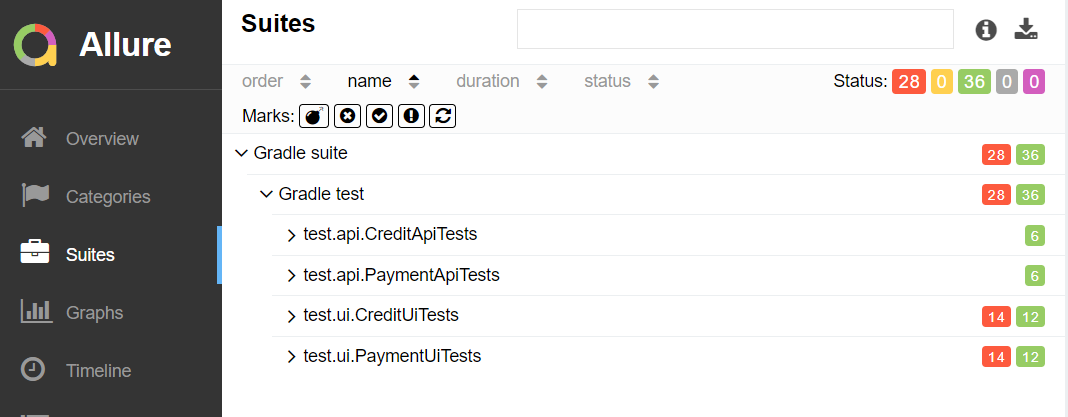 Allure
Overview
Categories
Suites
Graphs
Timeline
Suites
order name duration status Status: 28 0 36 0 0
Marks:
Gradle suite 28 36
Gradle test 28 36
test.api.CreditApiTests 6
test.api.PaymentApiTests 6
test.ui.CreditUiTests 14 12
test.ui.PaymentUiTests 14 12